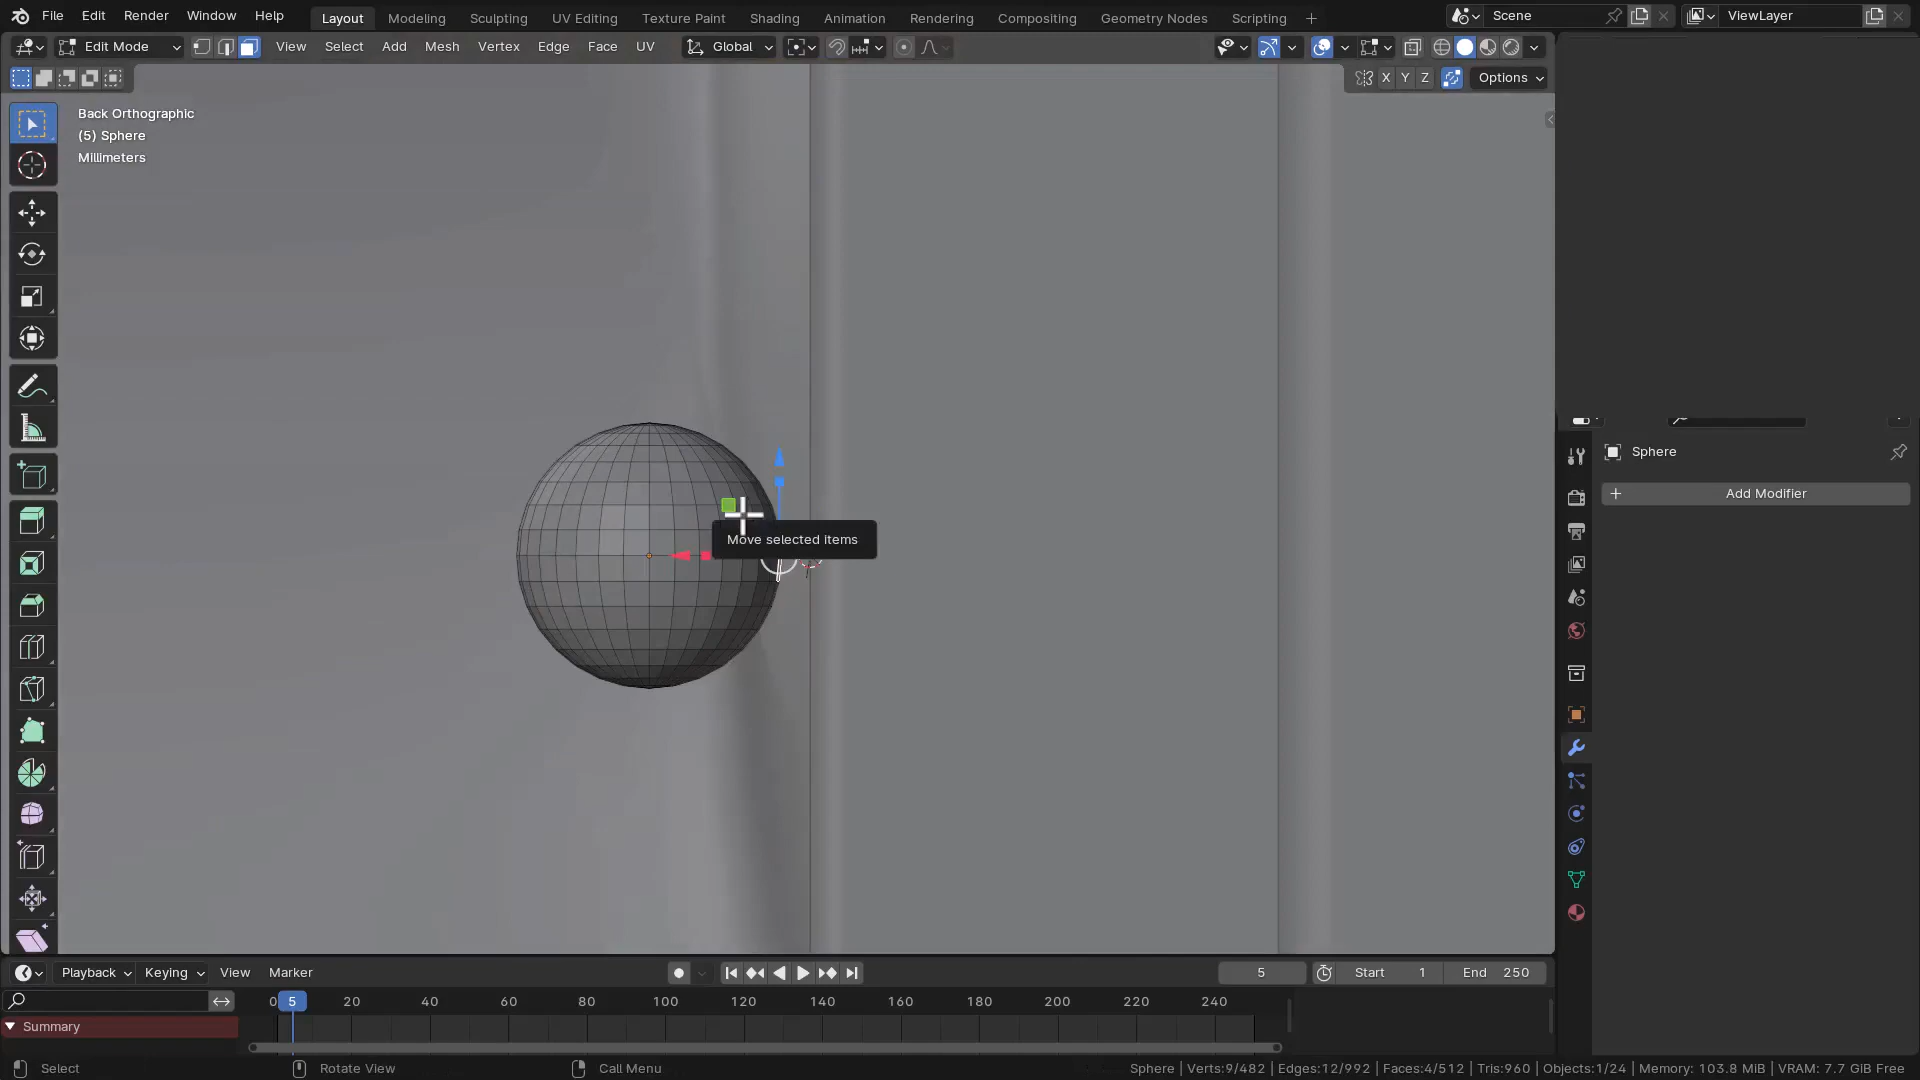 File Edit Render Window Help Layout Modeling Sculpting UV Editing Texture Paint Shading Animation Rendering Compositing Geometry Nodes Scripting + Scene ViewLayer
Edit Mode View Select Add Mesh Vertex Edge Face UV Global
X Y Z Options
Back Orthographic
(5) Sphere
Millimeters
Sphere
Add Modifier
Move selected items
Playback Keying View Marker 5 Start 1 End 250
0 5 20 40 60 80 100 120 140 160 180 200 220 240
Summary
Select Rotate View Call Menu Sphere | Verts:9/482 | Edges:12/992 | Faces:4/512 | Tris:960 | Objects:1/24 | Memory: 103.8 MiB | VRAM: 7.7 GiB Free